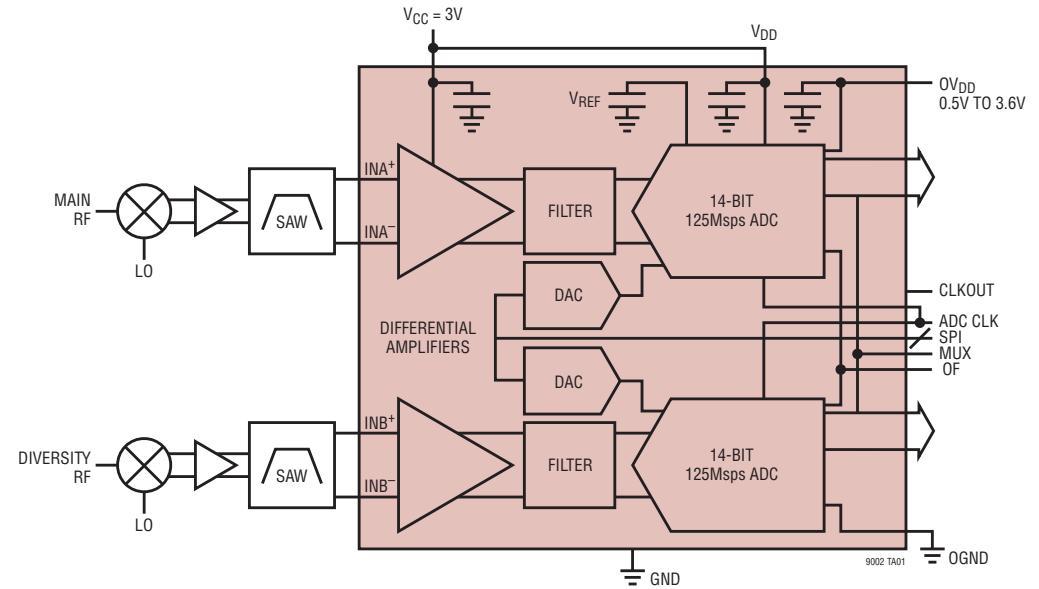 VCC = 3V
VDD
VREF
OVDD
0.5V TO 3.6V
MAIN
RF
LO
SAW
INA+
INA−
FILTER
14-BIT
125Msps ADC
DAC
DIFFERENTIAL
AMPLIFIERS
DAC
CLKOUT
ADC CLK
SPI
MUX
OF
DIVERSITY
RF
LO
SAW
INB+
INB−
FILTER
14-BIT
125Msps ADC
9002 TA01
OGND
GND